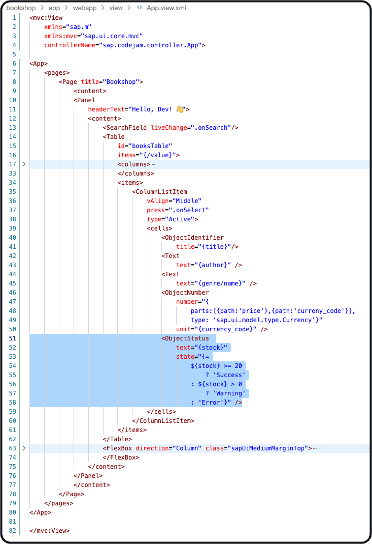 bookshop > app > webapp > view > App.view.xml
1 <mvc:View
2 xmlns="sap.m"
3 xmlns:mvc="sap.ui.core.mvc"
4 controllerName="sap.codejam.controller.App">
5
6 <App>
7 <pages>
8 <Page title="Bookshop">
9 <content>
10 <Panel
11 headerText="Hello, Dev! 👋">
12 <content>
13 <SearchField liveChange=".onSearch"/>
14 <Table
15 id="booksTable"
16 items="{/value}">
17 <columns>⋯
33 </columns>
34 <items>
35 <ColumnListItem
36 vAlign="Middle"
37 press=".onSelect"
38 type="Active">
39 <cells>
40 <ObjectIdentifier
41 title="{title}"/>
42 <Text
43 text="{author}" />
44 <Text
45 text="{genre/name}" />
46 <ObjectNumber
47 number="{
48 parts:[{path:'price'},{path:'curreny_code'}],
49 type: 'sap.ui.model.type.Currency'}"
50 unit="{currency_code}" />
51 <ObjectStatus
52 text="{stock}"
53 state="{=
54 ${stock} >= 20
55 ? 'Success'
56 : ${stock} > 0
57 ? 'Warning'
58 : 'Error'}" />
59 </cells>
60 </ColumnListItem>
61 </items>
62 </Table>
63 <FlexBox direction="Column" class="sapUiMediumMarginTop">⋯
74 </FlexBox>
75 </content>
76 </Panel>
77 </content>
78 </Page>
79 </pages>
80 </App>
81
82 </mvc:View>